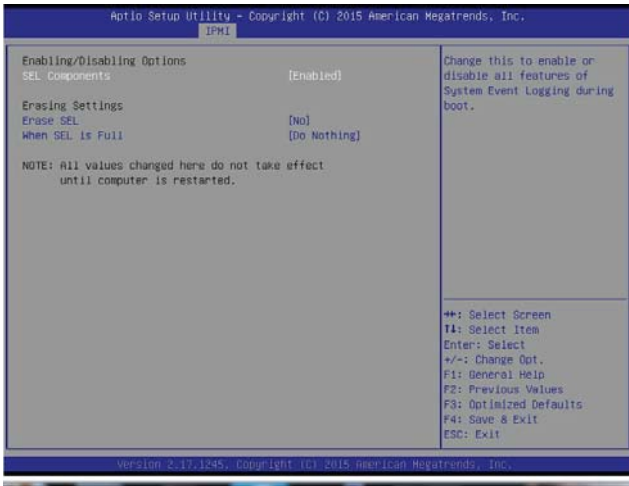 Aptio Setup Utility - Copyright (C) 2015 American Megatrends, Inc.
IPMI
Enabling/Disabling Options
SEL Components [Enabled]
Erasing Settings
Erase SEL [No]
When SEL is Full [Do Nothing]
NOTE: All values changed here do not take effect
until computer is restarted.
Change this to enable or
disable all features of
System Event Logging during
boot.
→←: Select Screen
↑↓: Select Item
Enter: Select
+/-: Change Opt.
F1: General Help
F2: Previous Values
F3: Optimized Defaults
F4: Save & Exit
ESC: Exit
Version 2.17.1245. Copyright (C) 2015 American Megatrends, Inc.